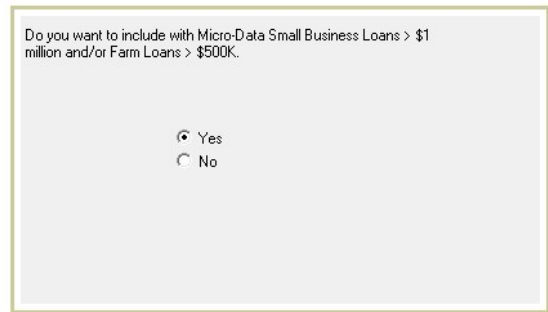 Do you want to include with Micro-Data Small Business Loans > $1
million and/or Farm Loans > $500K.
Yes
No